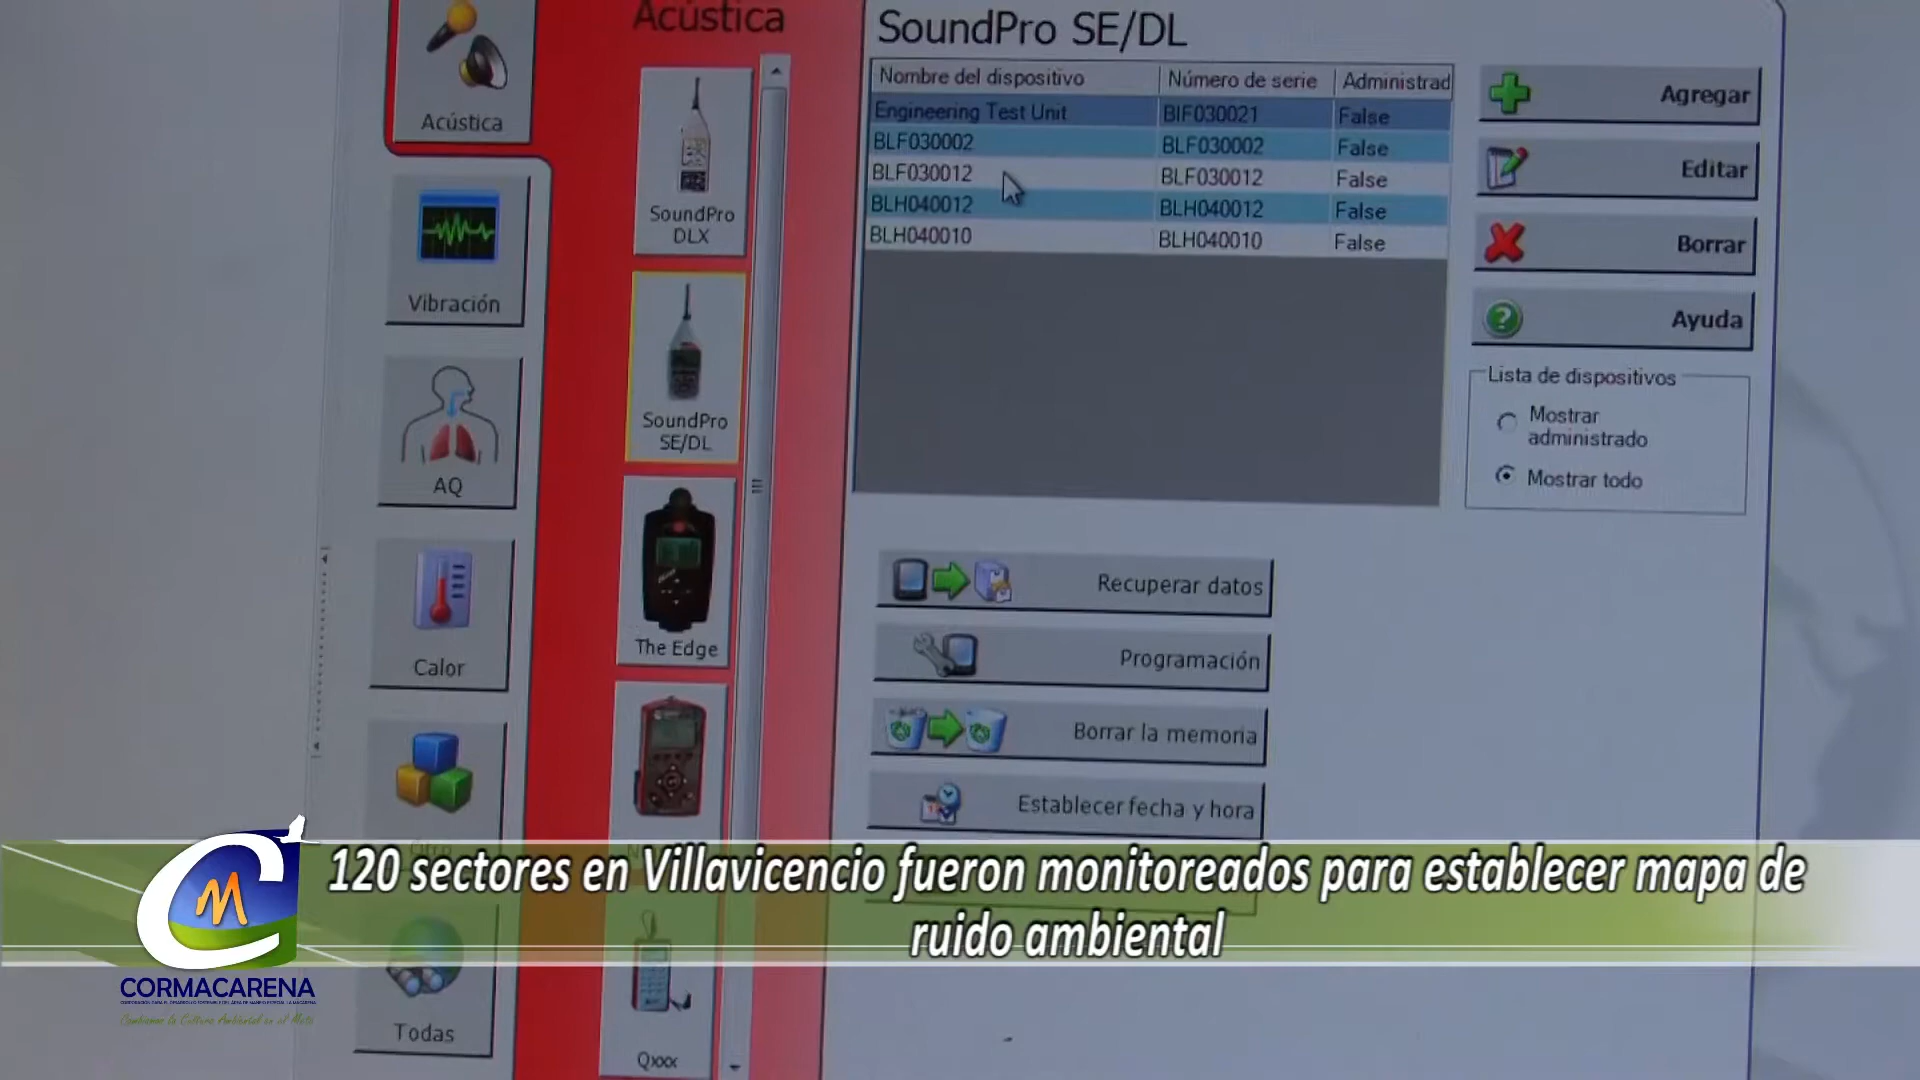 Acústica
SoundPro SE/DL
Nombre del dispositivo Número de serie Administrad
Engineering Test Unit BIF030021 False
BLF030002 BLF030002 False
BLF030012 BLF030012 False
BLH040012 BLH040012 False
BLH040010 BLH040010 False
Agregar
Editar
Borrar
Ayuda
Lista de dispositivos
Mostrar
administrado
Mostrar todo
Acústica
Vibración
AQ
Calor
Todas
SoundPro
DLX
SoundPro
SE/DL
The Edge
Qxxx
Recuperar datos
Programación
Borrar la memoria
Establecer fecha y hora
120 sectores en Villavicencio fueron monitoreados para establecer mapa de
ruido ambiental
CM
CORMACARENA